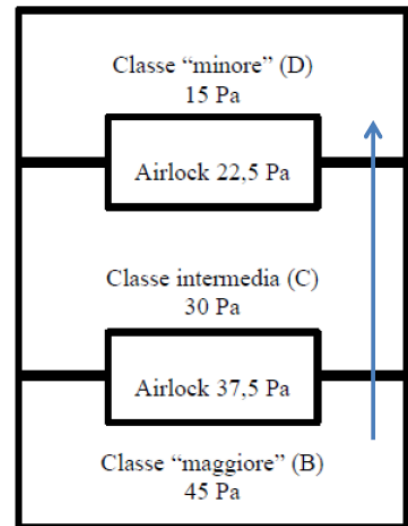 Classe “minore” (D)
15 Pa
Airlock 22,5 Pa
Classe intermedia (C)
30 Pa
Airlock 37,5 Pa
Classe “maggiore” (B)
45 Pa